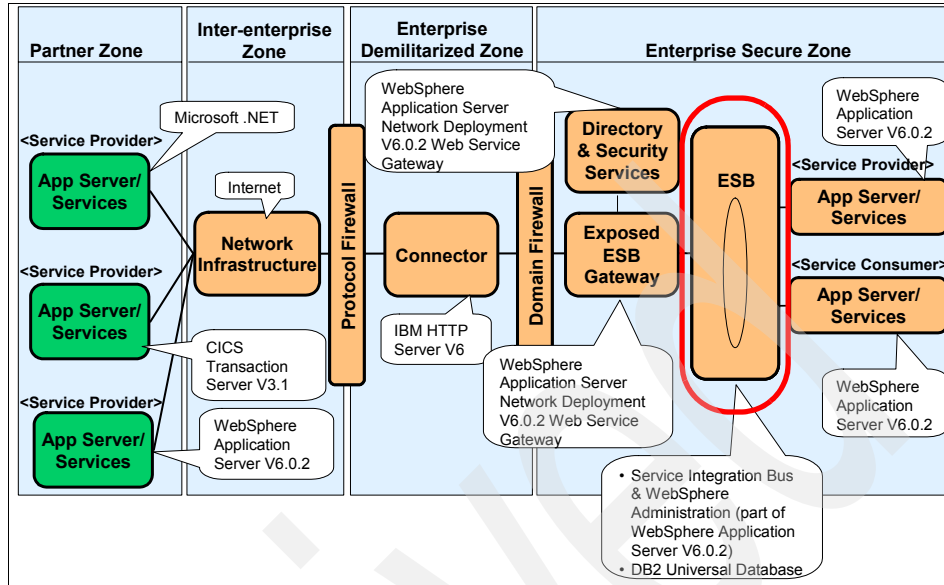 Partner Zone
Inter-enterprise
Zone
Enterprise
Demilitarized Zone
Enterprise Secure Zone
Microsoft .NET
<Service Provider>
App Server/
Services
Internet
Network
Infrastructure
<Service Provider>
App Server/
Services
CICS
Transaction
Server V3.1
<Service Provider>
App Server/
Services
WebSphere
Application
Server V6.0.2
Protocol Firewall
Connector
IBM HTTP
Server V6
Domain Firewall
WebSphere
Application Server
Network Deployment
V6.0.2 Web Service
Gateway
Directory
& Security
Services
Exposed
ESB
Gateway
WebSphere
Application Server
Network Deployment
V6.0.2 Web Service
Gateway
ESB
• Service Integration Bus
& WebSphere
Administration (part of
WebSphere Application
Server V6.0.2)
• DB2 Universal Database
WebSphere
Application
Server V6.0.2
<Service Provider>
App Server/
Services
<Service Consumer>
App Server/
Services
WebSphere
Application
Server V6.0.2